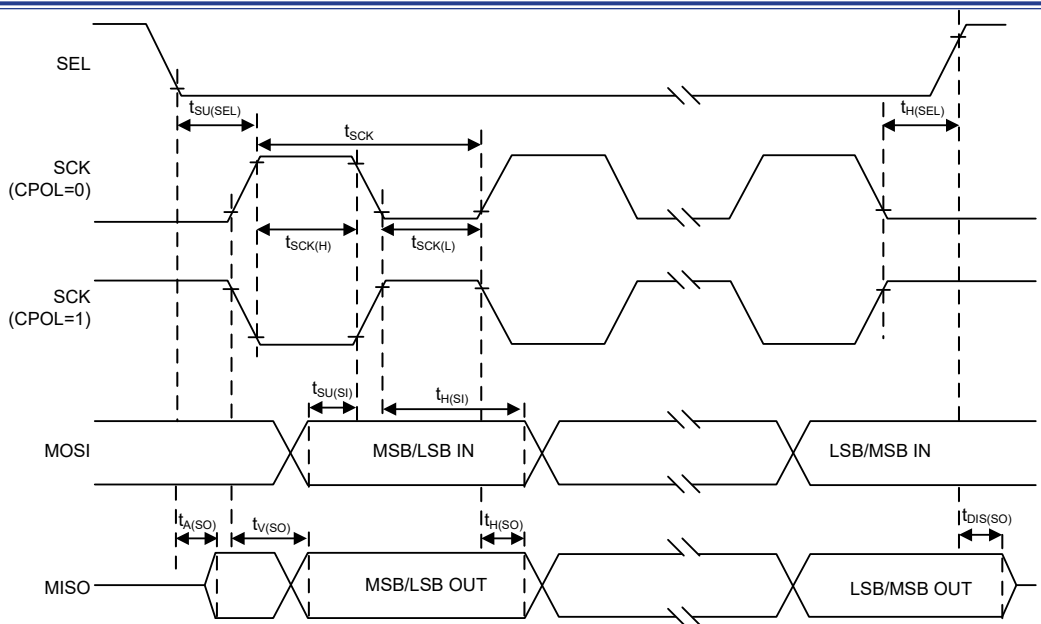 SEL
tSU(SEL)
tH(SEL)
tSCK
SCK
(CPOL=0)
tSCK(H)
tSCK(L)
SCK
(CPOL=1)
tSU(SI)
tH(SI)
MOSI
MSB/LSB IN
LSB/MSB IN
tA(SO)
tV(SO)
tH(SO)
tDIS(SO)
MISO
MSB/LSB OUT
LSB/MSB OUT